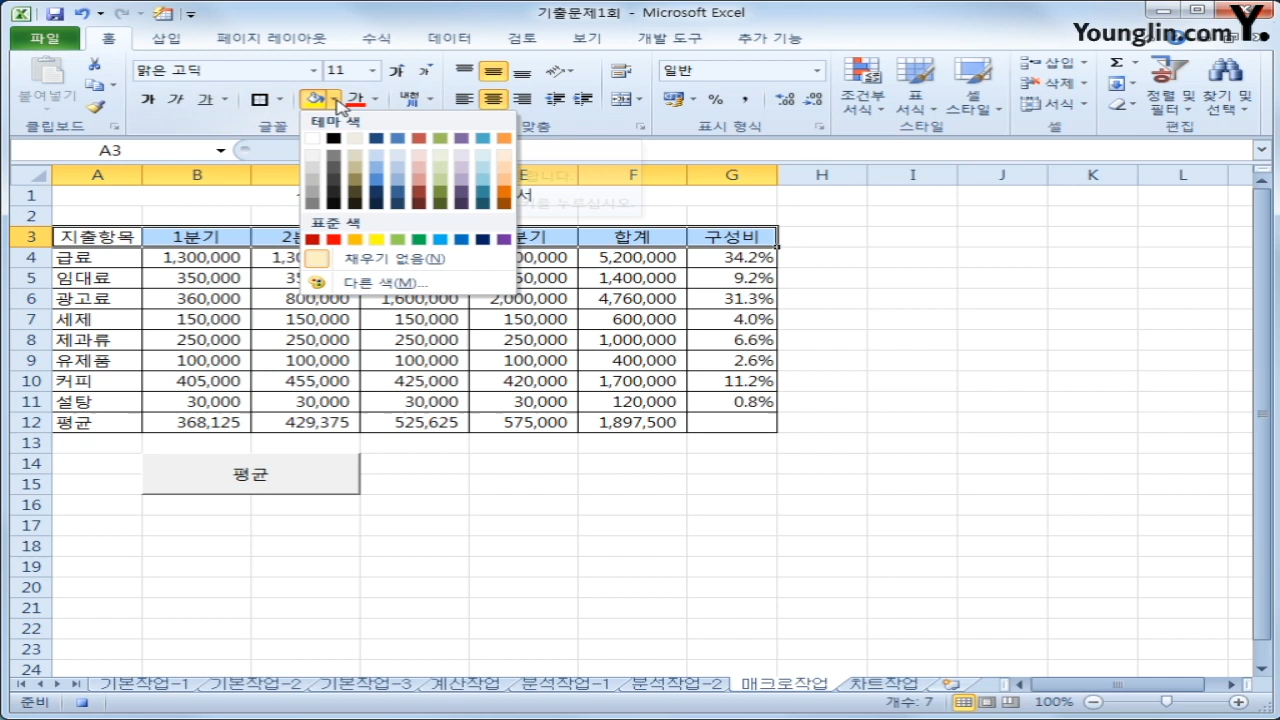 기출문제1회 - Microsoft Excel
Younglin.com Y.
파일 홈 삽입 페이지 레이아웃 수식 데이터 검토 보기 개발 도구 추가 기능
맑은 고딕 11 가 가 일반
붙여넣기 가 가 가 가 내천 % , 조건부 서식 표 서식 셀 스타일 삽입 삭제 서식 Σ 정렬 및 필터 찾기 및 선택
클립보드 글꼴 맞춤 표시 형식 스타일 셀 편집
테마 색
표준 색
채우기 없음(N)
다른 색(M)...
A3
A B E F G H I J K L
1 서
2
3 지출항목 1분기 합계 구성비
4 급료 1,300,000 5,200,000 34.2%
5 임대료 350,000 1,400,000 9.2%
6 광고료 360,000 800,000 1,600,000 2,000,000 4,760,000 31.3%
7 세제 150,000 150,000 150,000 150,000 600,000 4.0%
8 제과류 250,000 250,000 250,000 250,000 1,000,000 6.6%
9 유제품 100,000 100,000 100,000 100,000 400,000 2.6%
10 커피 405,000 455,000 425,000 420,000 1,700,000 11.2%
11 설탕 30,000 30,000 30,000 30,000 120,000 0.8%
12 평균 368,125 429,375 525,625 575,000 1,897,500
13
14
평균
15
16
17
18
19
20
21
22
23
24
기본작업-1 기본작업-2 기본작업-3 계산작업 분석작업-1 분석작업-2 매크로작업 차트작업
준비 개수: 7 100%